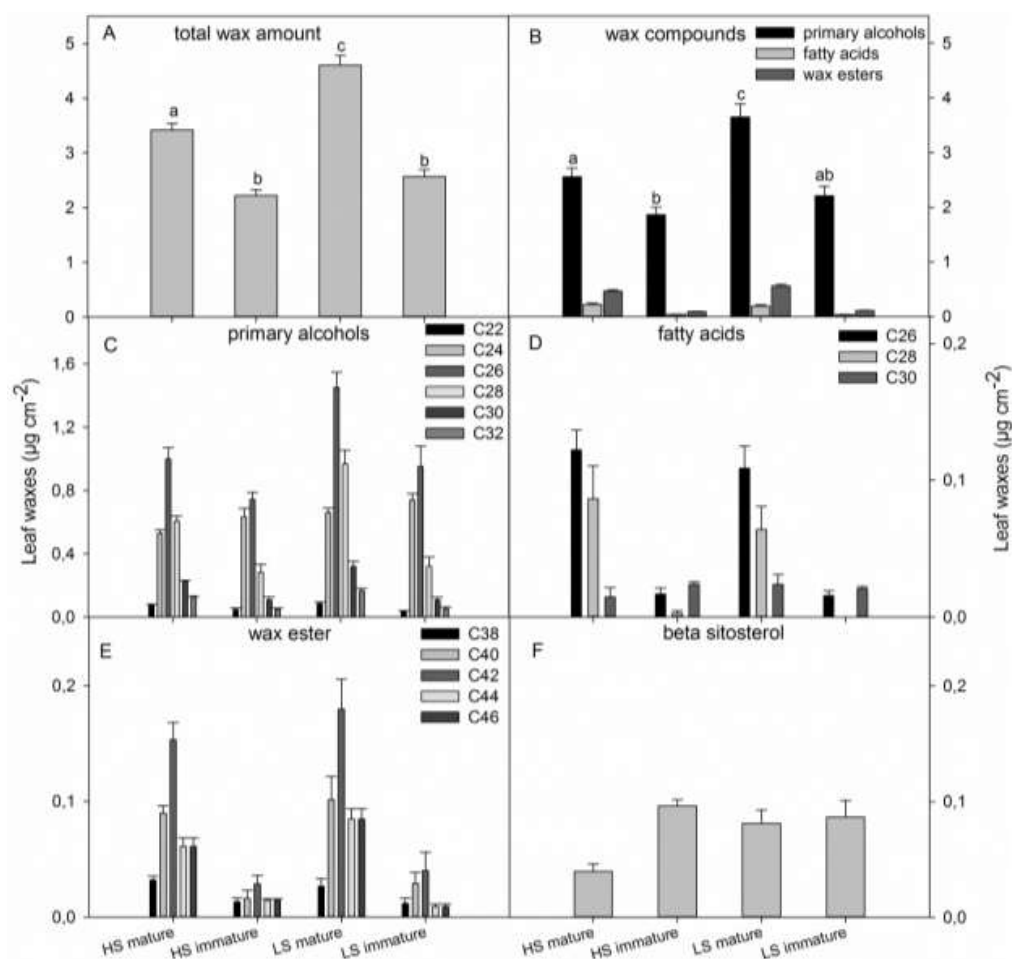 A total wax amount
5
4
3
2
1
0
a
b
c
b
B wax compounds
primary alcohols
fatty acids
wax esters
a
b
c
ab
5
4
3
2
1
0
C primary alcohols
C22
C24
C26
C28
C30
C32
1,6
1,2
0,8
0,4
0,0
D fatty acids
C26
C28
C30
0,2
0,1
0,0
Leaf waxes (µg cm⁻²)
Leaf waxes (µg cm⁻²)
E wax ester
C38
C40
C42
C44
C46
0,2
0,1
0,0
F beta sitosterol
0,2
0,1
0,0
HS mature
HS immature
LS mature
LS immature
HS mature
HS immature
LS mature
LS immature